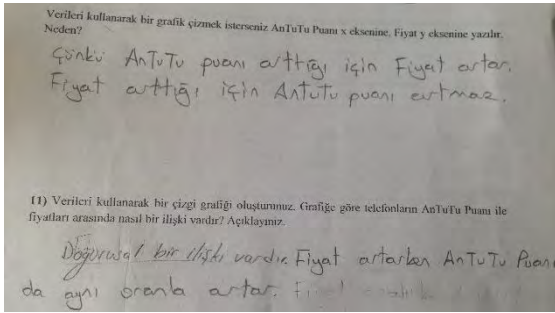 Verileri kullanarak bir grafik çizmek isterseniz AnTuTu Puanı x eksenine, Fiyat y eksenine yazılır.
Neden?
Çünkü AnTuTu puanı arttığı için Fiyat artar.
Fiyat arttığı için AnTuTu puanı artmaz.
11) Verileri kullanarak bir çizgi grafiği oluşturunuz. Grafiğe göre telefonların AnTuTu Puanı ile
fiyatları arasında nasıl bir ilişki vardır? Açıklayınız.
Doğurusal bir ilişki vardır. Fiyat artarken AnTuTu Puanı
da aynı oranla artar.